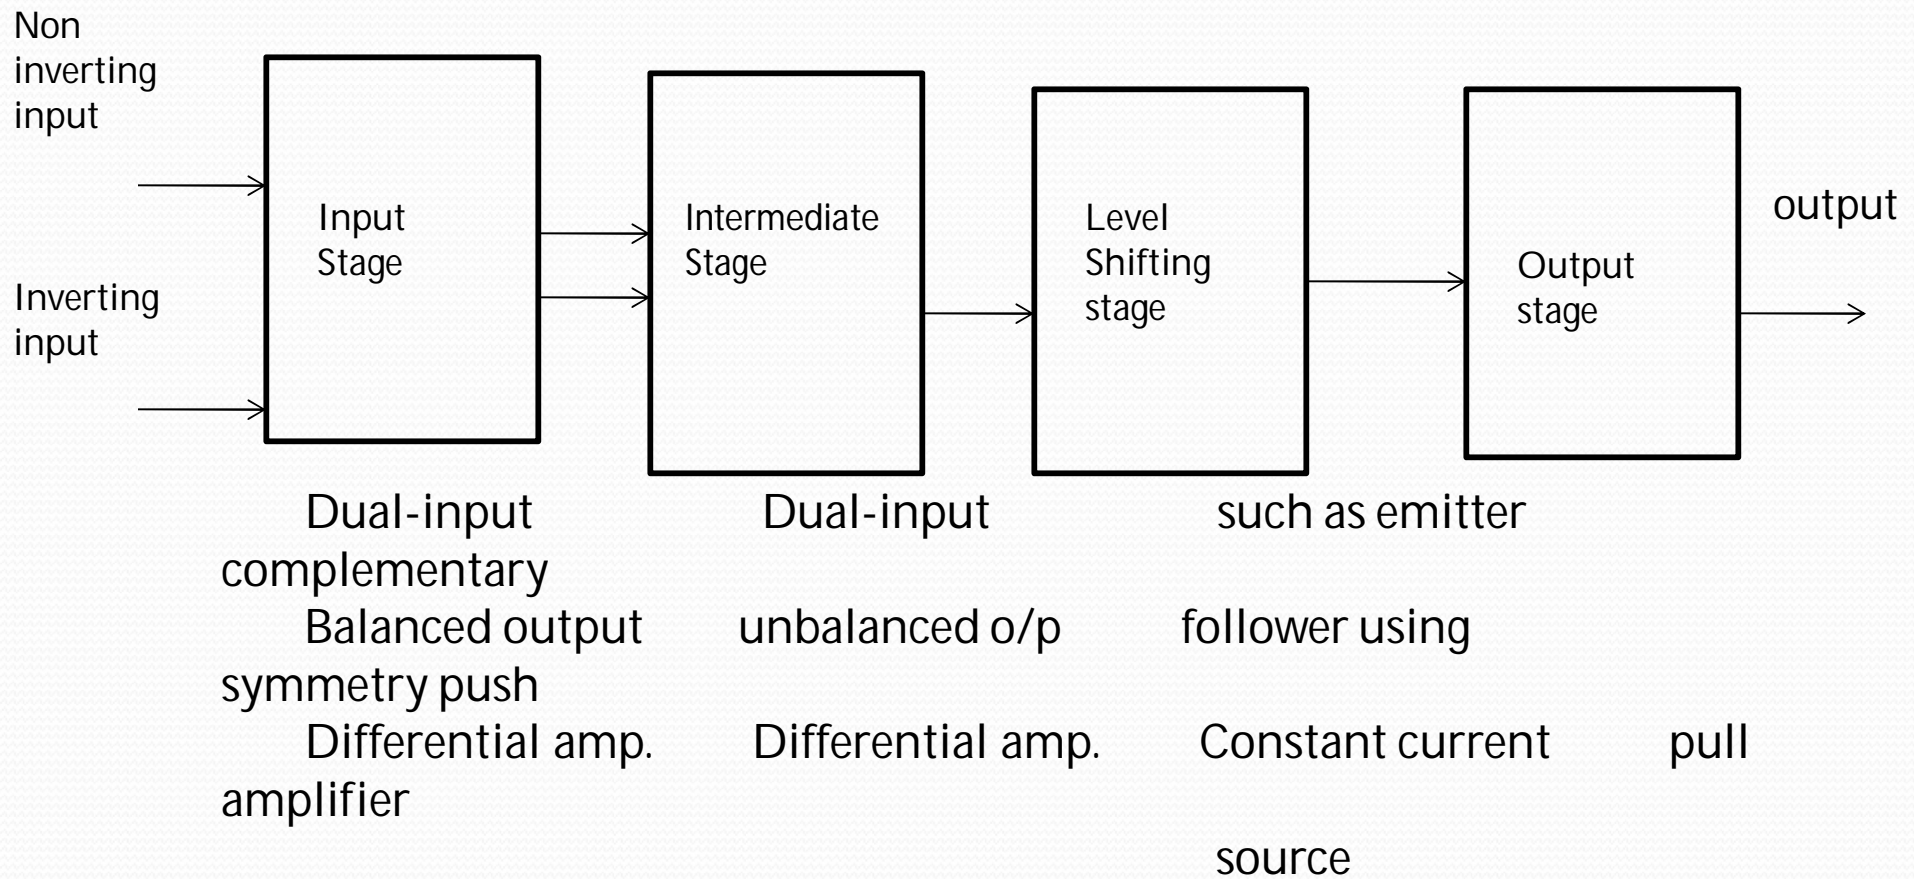 Non
inverting
input
Inverting
input
Input
Stage
Intermediate
Stage
Level
Shifting
stage
Output
stage
output
Dual-input Dual-input such as emitter
complementary
Balanced output unbalanced o/p follower using
symmetry push
Differential amp. Differential amp. Constant current pull
amplifier
source